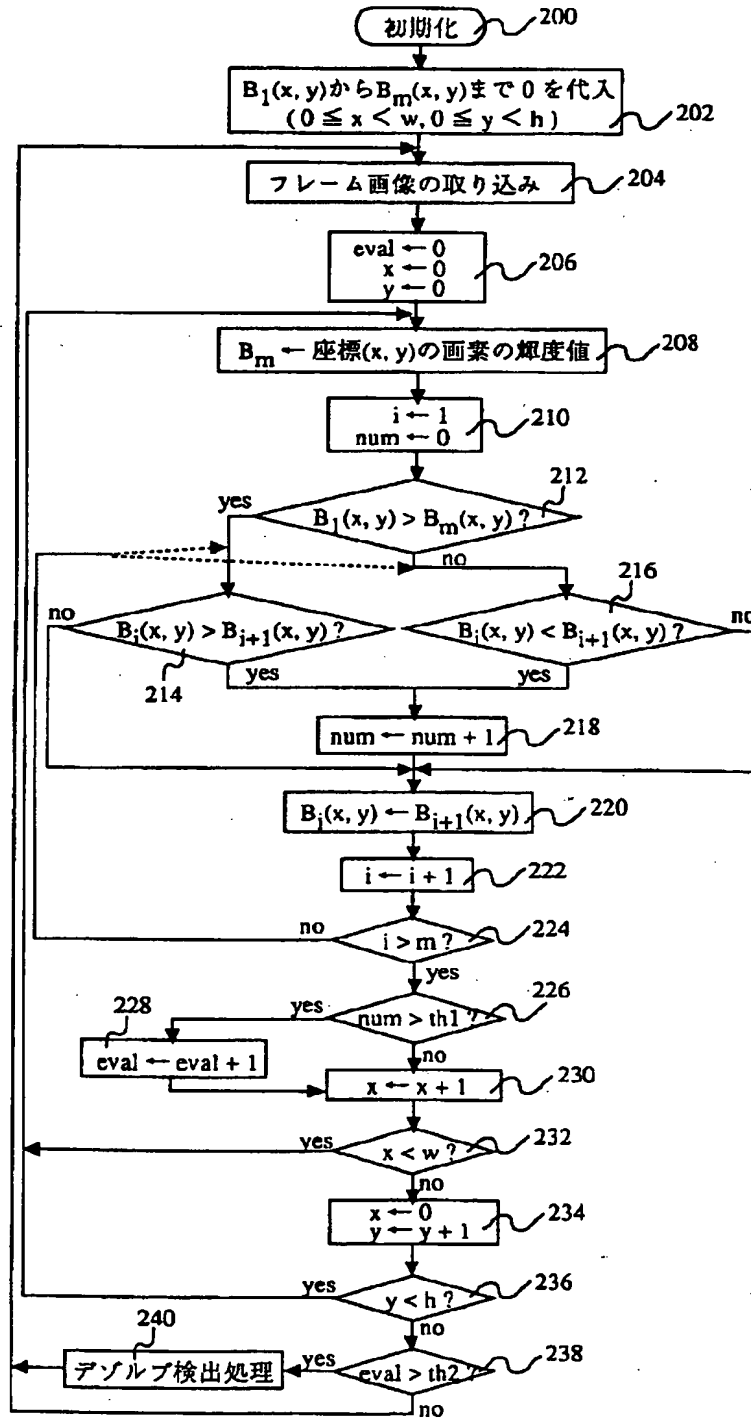 初期化
200
B1(x, y)からBm(x, y)まで 0 を代入
(0 ≦ x < w, 0 ≦ y < h)
202
フレーム画像の取り込み
204
eval ← 0
x ← 0
y ← 0
206
Bm ← 座標(x, y)の画素の輝度値
208
i ← 1
num ← 0
210
212
yes
B1(x, y) > Bm(x, y) ?
no
216
no
Bi(x, y) > Bi+1(x, y) ?
Bi(x, y) < Bi+1(x, y) ?
no
214
yes
yes
num ← num + 1
218
Bi(x, y) ← Bi+1(x, y)
220
i ← i + 1
222
no
i > m ?
224
yes
228
yes
num > th1 ?
226
eval ← eval + 1
no
x ← x + 1
230
yes
x < w ?
232
no
x ← 0
y ← y + 1
234
yes
y < h ?
236
no
240
デゾルブ検出処理
yes
eval > th2 ?
238
no